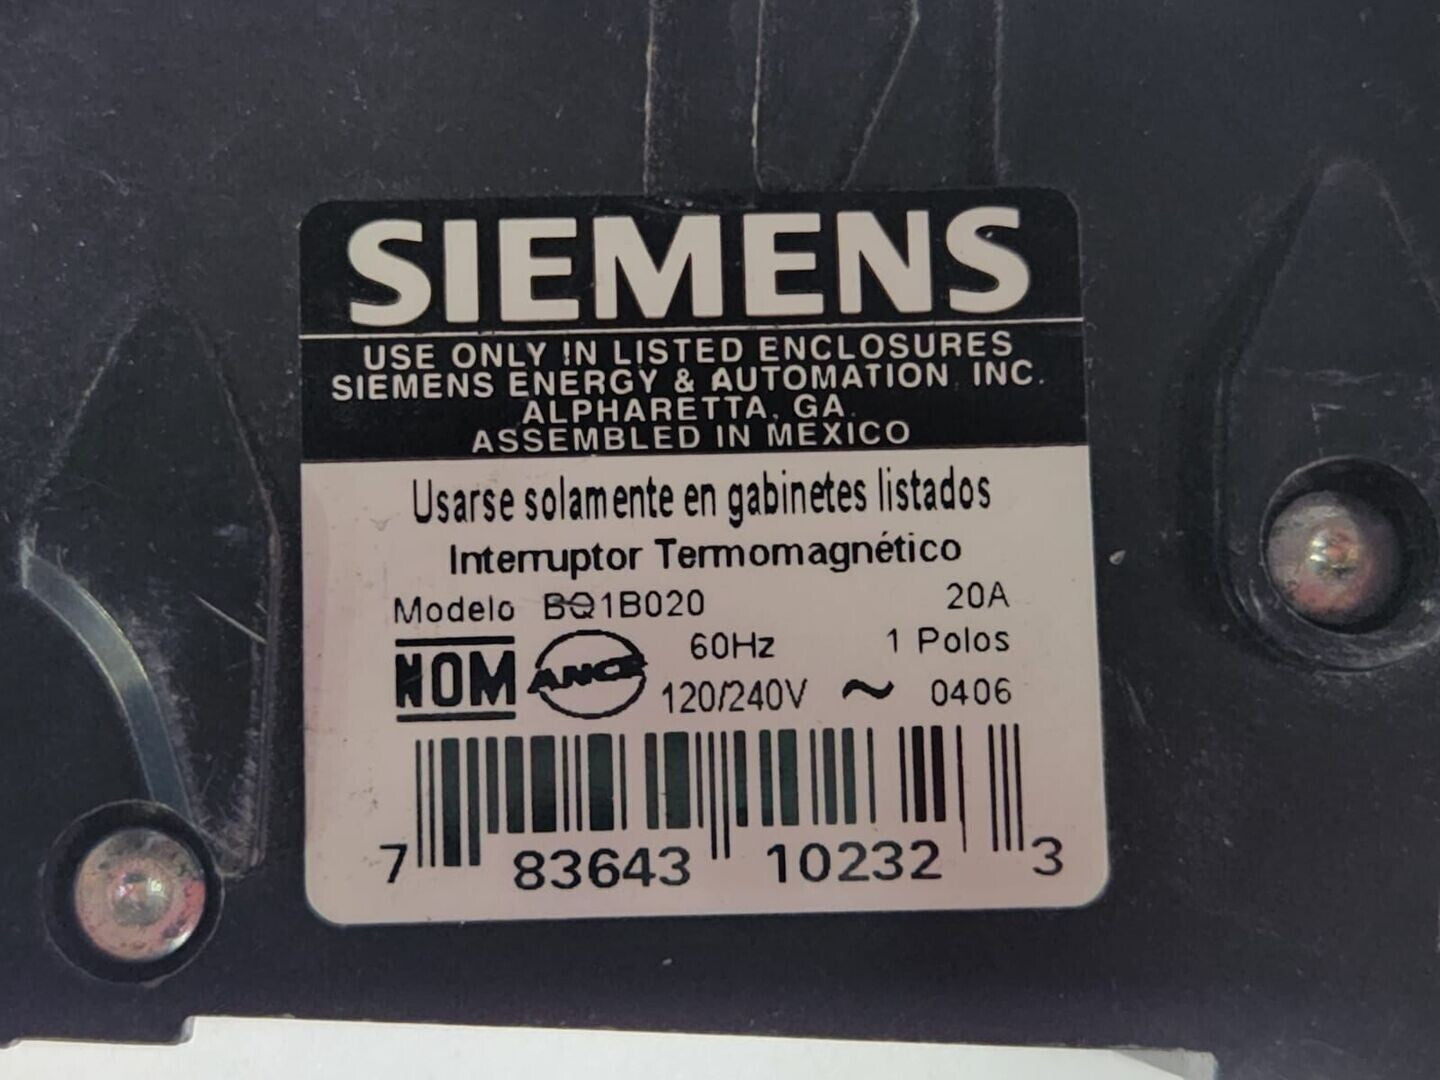 SIEMENS
USE ONLY IN LISTED ENCLOSURES
SIEMENS ENERGY & AUTOMATION INC.
ALPHARETTA, GA.
ASSEMBLED IN MEXICO
Usarse solamente en gabinetes listados
Interruptor Termomagnético
Modelo BQ1B020 20A
NOM ANCE 60Hz 1 Polos
120/240V ~ 0406
7 83643 10232 3